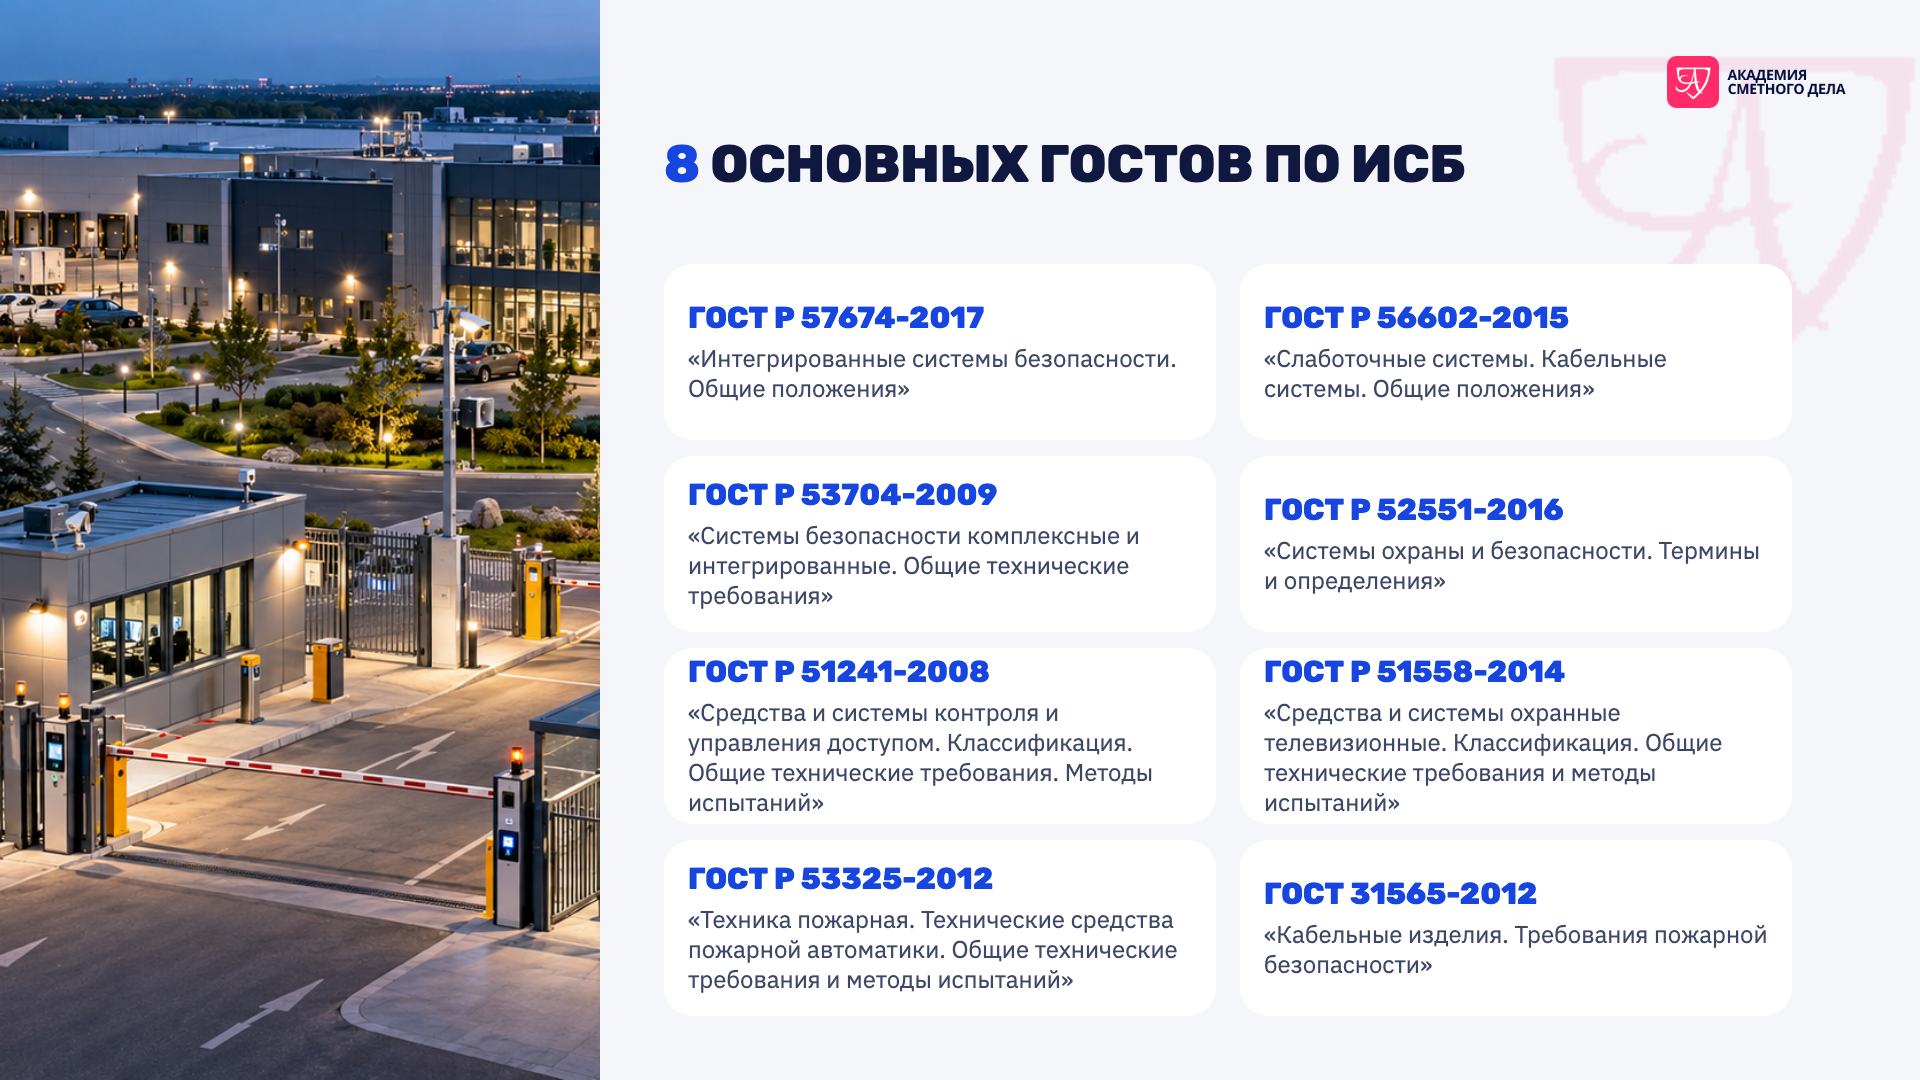 АКАДЕМИЯ
СМЕТНОГО ДЕЛА
8 ОСНОВНЫХ ГОСТОВ ПО ИСБ
ГОСТ Р 57674-2017
«Интегрированные системы безопасности.
Общие положения»
ГОСТ Р 56602-2015
«Слаботочные системы. Кабельные
системы. Общие положения»
ГОСТ Р 53704-2009
«Системы безопасности комплексные и
интегрированные. Общие технические
требования»
ГОСТ Р 52551-2016
«Системы охраны и безопасности. Термины
и определения»
ГОСТ Р 51241-2008
«Средства и системы контроля и
управления доступом. Классификация.
Общие технические требования. Методы
испытаний»
ГОСТ Р 51558-2014
«Средства и системы охранные
телевизионные. Классификация. Общие
технические требования и методы
испытаний»
ГОСТ Р 53325-2012
«Техника пожарная. Технические средства
пожарной автоматики. Общие технические
требования и методы испытаний»
ГОСТ 31565-2012
«Кабельные изделия. Требования пожарной
безопасности»